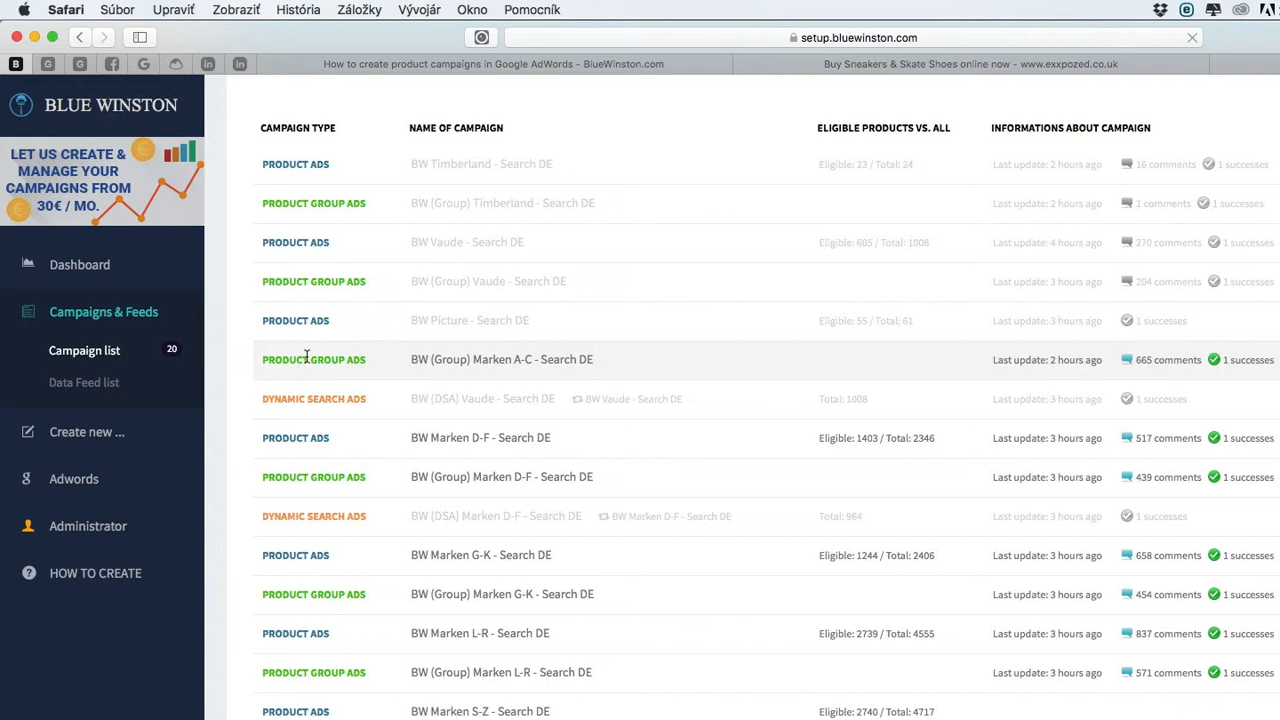 Safari Súbor Upraviť Zobraziť História Záložky Vývojár Okno Pomocník
setup.bluewinston.com
How to create product campaigns in Google AdWords - BlueWinston.com Buy Sneakers & Skate Shoes online now - www.exxpozed.co.uk
BLUE WINSTON
LET US CREATE &
MANAGE YOUR
CAMPAIGNS FROM
30€ / MO.
Dashboard
Campaigns & Feeds
Campaign list 20
Data Feed list
Create new ...
Adwords
Administrator
HOW TO CREATE
CAMPAIGN TYPE NAME OF CAMPAIGN ELIGIBLE PRODUCTS VS. ALL INFORMATIONS ABOUT CAMPAIGN
PRODUCT ADS BW Timberland - Search DE Eligible: 23 / Total: 24 Last update: 2 hours ago 16 comments 1 successes
PRODUCT GROUP ADS BW (Group) Timberland - Search DE Last update: 2 hours ago 1 comments 1 successes
PRODUCT ADS BW Vaude - Search DE Eligible: 605 / Total: 1008 Last update: 4 hours ago 270 comments 1 successes
PRODUCT GROUP ADS BW (Group) Vaude - Search DE Last update: 3 hours ago 204 comments 1 successes
PRODUCT ADS BW Picture - Search DE Eligible: 55 / Total: 61 Last update: 3 hours ago 1 successes
PRODUCT GROUP ADS BW (Group) Marken A-C - Search DE Last update: 2 hours ago 665 comments 1 successes
DYNAMIC SEARCH ADS BW (DSA) Vaude - Search DE BW Vaude - Search DE Total: 1008 Last update: 3 hours ago 1 successes
PRODUCT ADS BW Marken D-F - Search DE Eligible: 1403 / Total: 2346 Last update: 3 hours ago 517 comments 1 successes
PRODUCT GROUP ADS BW (Group) Marken D-F - Search DE Last update: 3 hours ago 439 comments 1 successes
DYNAMIC SEARCH ADS BW (DSA) Marken D-F - Search DE BW Marken D-F - Search DE Total: 964 Last update: 3 hours ago 1 successes
PRODUCT ADS BW Marken G-K - Search DE Eligible: 1244 / Total: 2406 Last update: 3 hours ago 658 comments 1 successes
PRODUCT GROUP ADS BW (Group) Marken G-K - Search DE Last update: 3 hours ago 454 comments 1 successes
PRODUCT ADS BW Marken L-R - Search DE Eligible: 2739 / Total: 4555 Last update: 3 hours ago 837 comments 1 successes
PRODUCT GROUP ADS BW (Group) Marken L-R - Search DE Last update: 3 hours ago 571 comments 1 successes
PRODUCT ADS BW Marken S-Z - Search DE Eligible: 2740 / Total: 4717